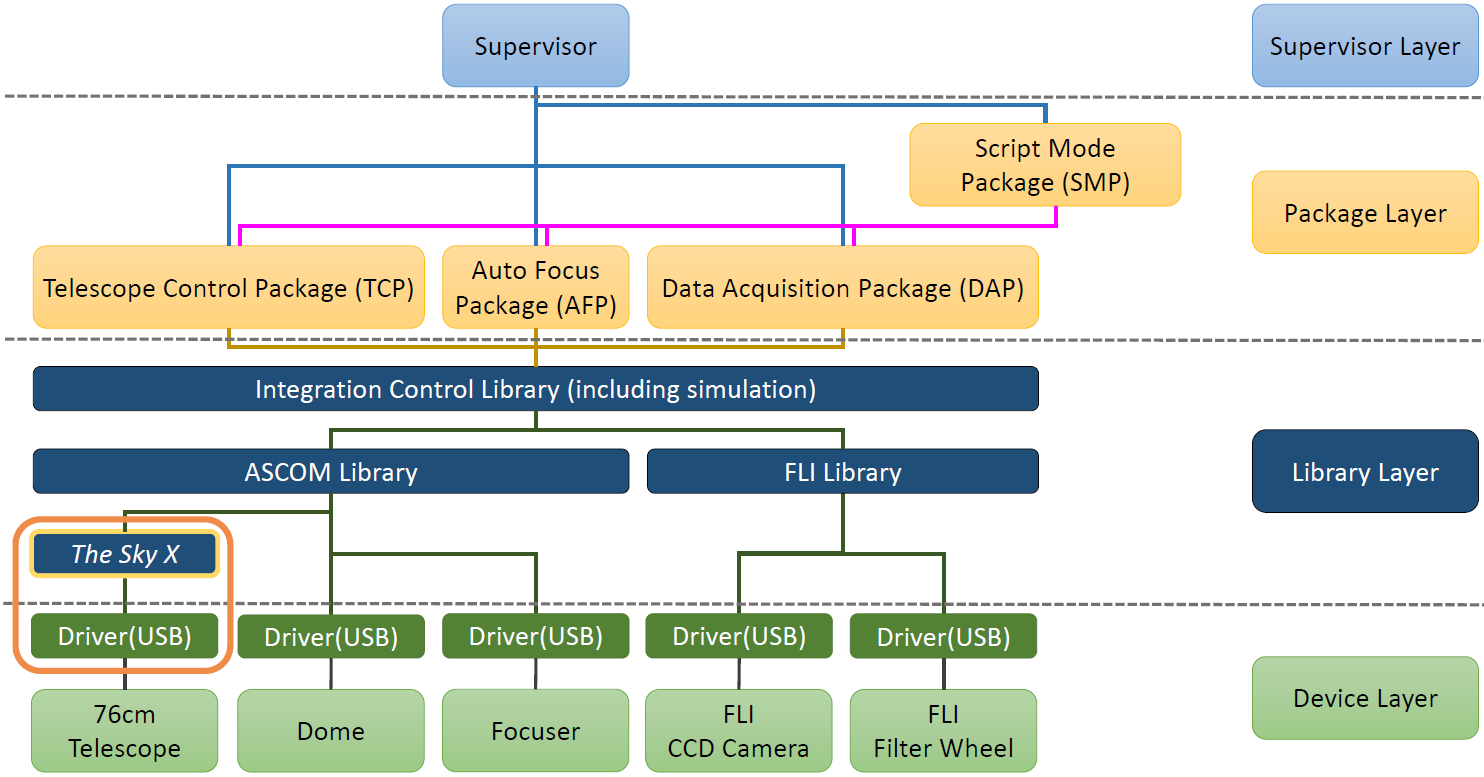 Supervisor
Supervisor Layer
Script Mode
Package (SMP)
Package Layer
Telescope Control Package (TCP)
Auto Focus
Package (AFP)
Data Acquisition Package (DAP)
Integration Control Library (including simulation)
ASCOM Library
FLI Library
Library Layer
The Sky X
Driver(USB)
Driver(USB)
Driver(USB)
Driver(USB)
Driver(USB)
76cm
Telescope
Dome
Focuser
FLI
CCD Camera
FLI
Filter Wheel
Device Layer